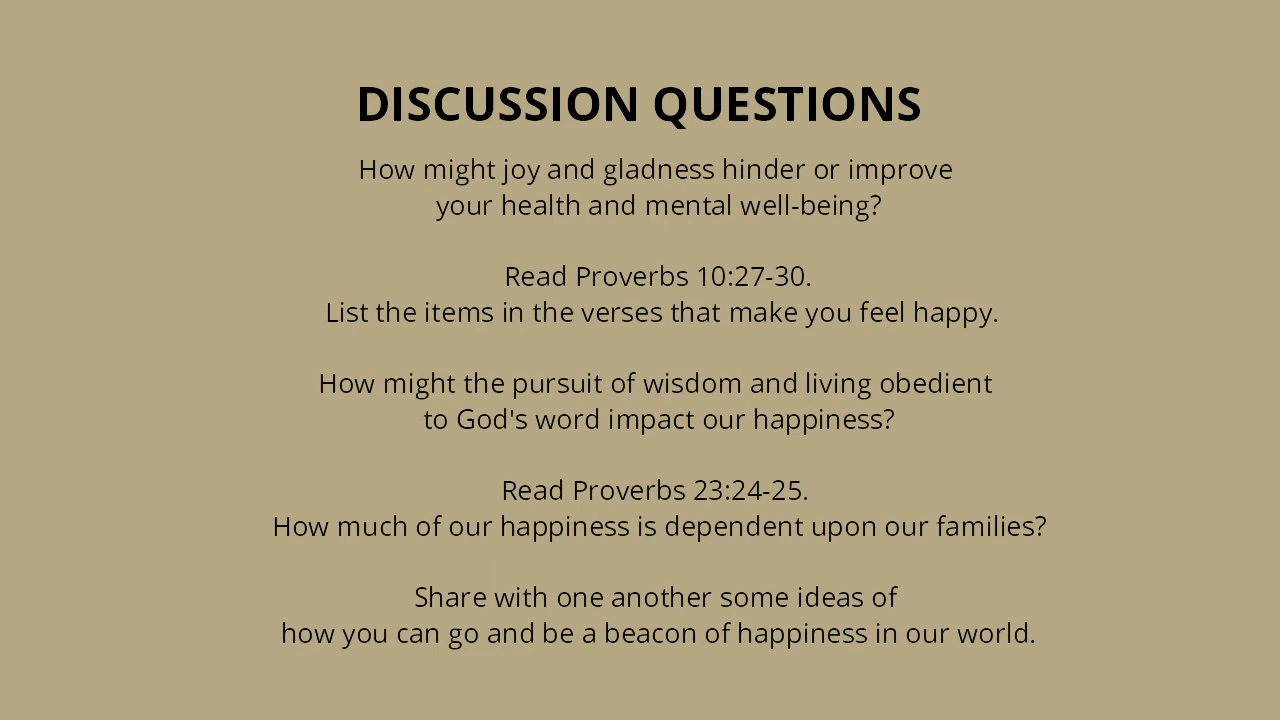 DISCUSSION QUESTIONS
How might joy and gladness hinder or improve
your health and mental well-being?
Read Proverbs 10:27-30.
List the items in the verses that make you feel happy.
How might the pursuit of wisdom and living obedient
to God's word impact our happiness?
Read Proverbs 23:24-25.
How much of our happiness is dependent upon our families?
Share with one another some ideas of
how you can go and be a beacon of happiness in our world.